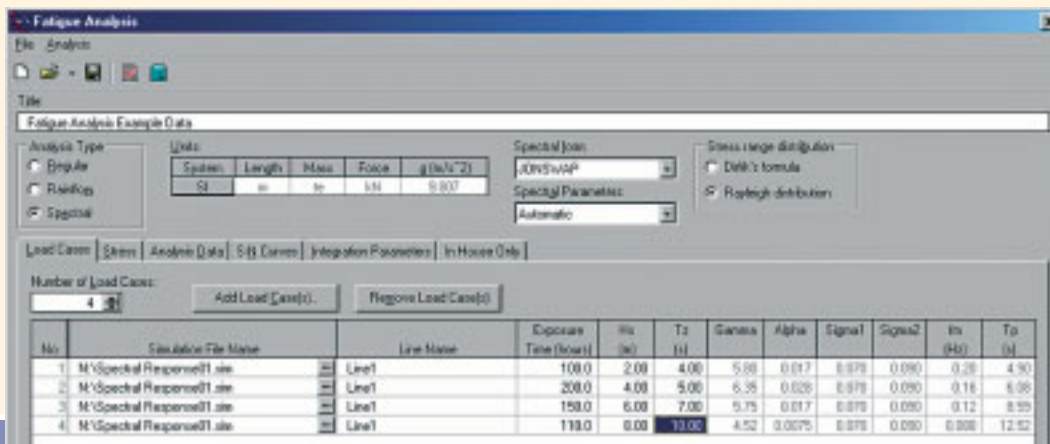 Fatigue Analysis
File Analysis
Title:
Fatigue Analysis Example Data
Analysis Type
Regular
Rainflow
Spectral
Units
System Length Mass Force g (m/s^2)
SI m te kN 9.807
Spectral form:
JONSWAP
Spectral Parameters:
Automatic
Stress range distribution
Dirlik's formula
Rayleigh distribution
Load Cases Stress Analysis Data S-N Curves Integration Parameters In House Only
Number of Load Cases:
4 Add Load Case(s).. Remove Load Case(s)
No. Simulation File Name Line Name Exposure Time (hours) Hs (m) Tz (s) Gamma Alpha Sigma1 Sigma2 fm (Hz) Tp (s)
1 M:\Spectral Response01.sim Line1 100.0 2.00 4.00 0.017 0.070 0.090 0.20 4.90
2 M:\Spectral Response01.sim Line1 200.0 4.00 5.00 6.35 0.028 0.070 0.090 0.16 6.08
3 M:\Spectral Response01.sim Line1 150.0 6.00 7.00 5.75 0.017 0.070 0.090 0.12 8.59
4 M:\Spectral Response01.sim Line1 110.0 10.00 4.52 0.0075 0.070 0.090 12.52